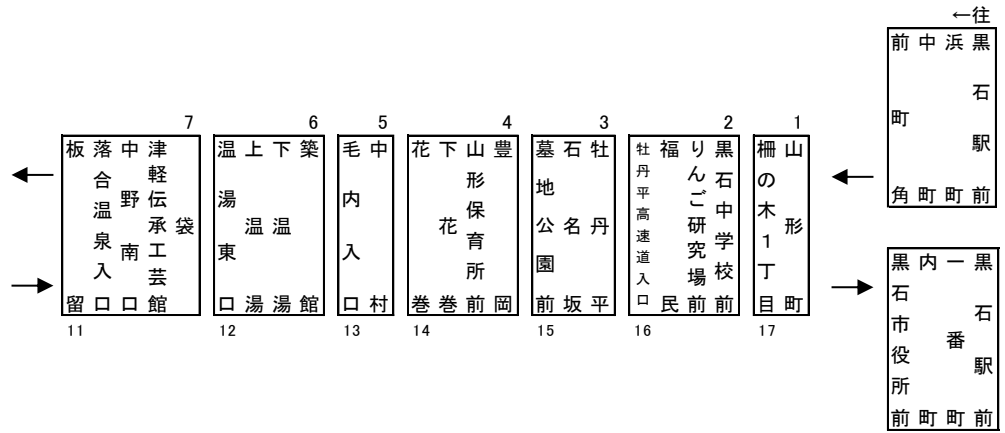 ←往
黒石駅前
浜町
中町
前町角
1
山形町
柵の木1丁目
17
2
黒石中学校前
りんご研究場前
福民
牡丹平高速道入口
16
3
牡丹平
石名坂
墓地公園前
15
4
豊岡
山形保育所前
下花巻
花巻
14
5
中村
毛内入口
13
6
築館
下温湯
上温湯
温湯東口
12
7
袋
津軽伝承工芸館
中野南口
落合温泉入口
板留
11
黒石駅前
一番町
内町
黒石市役所前